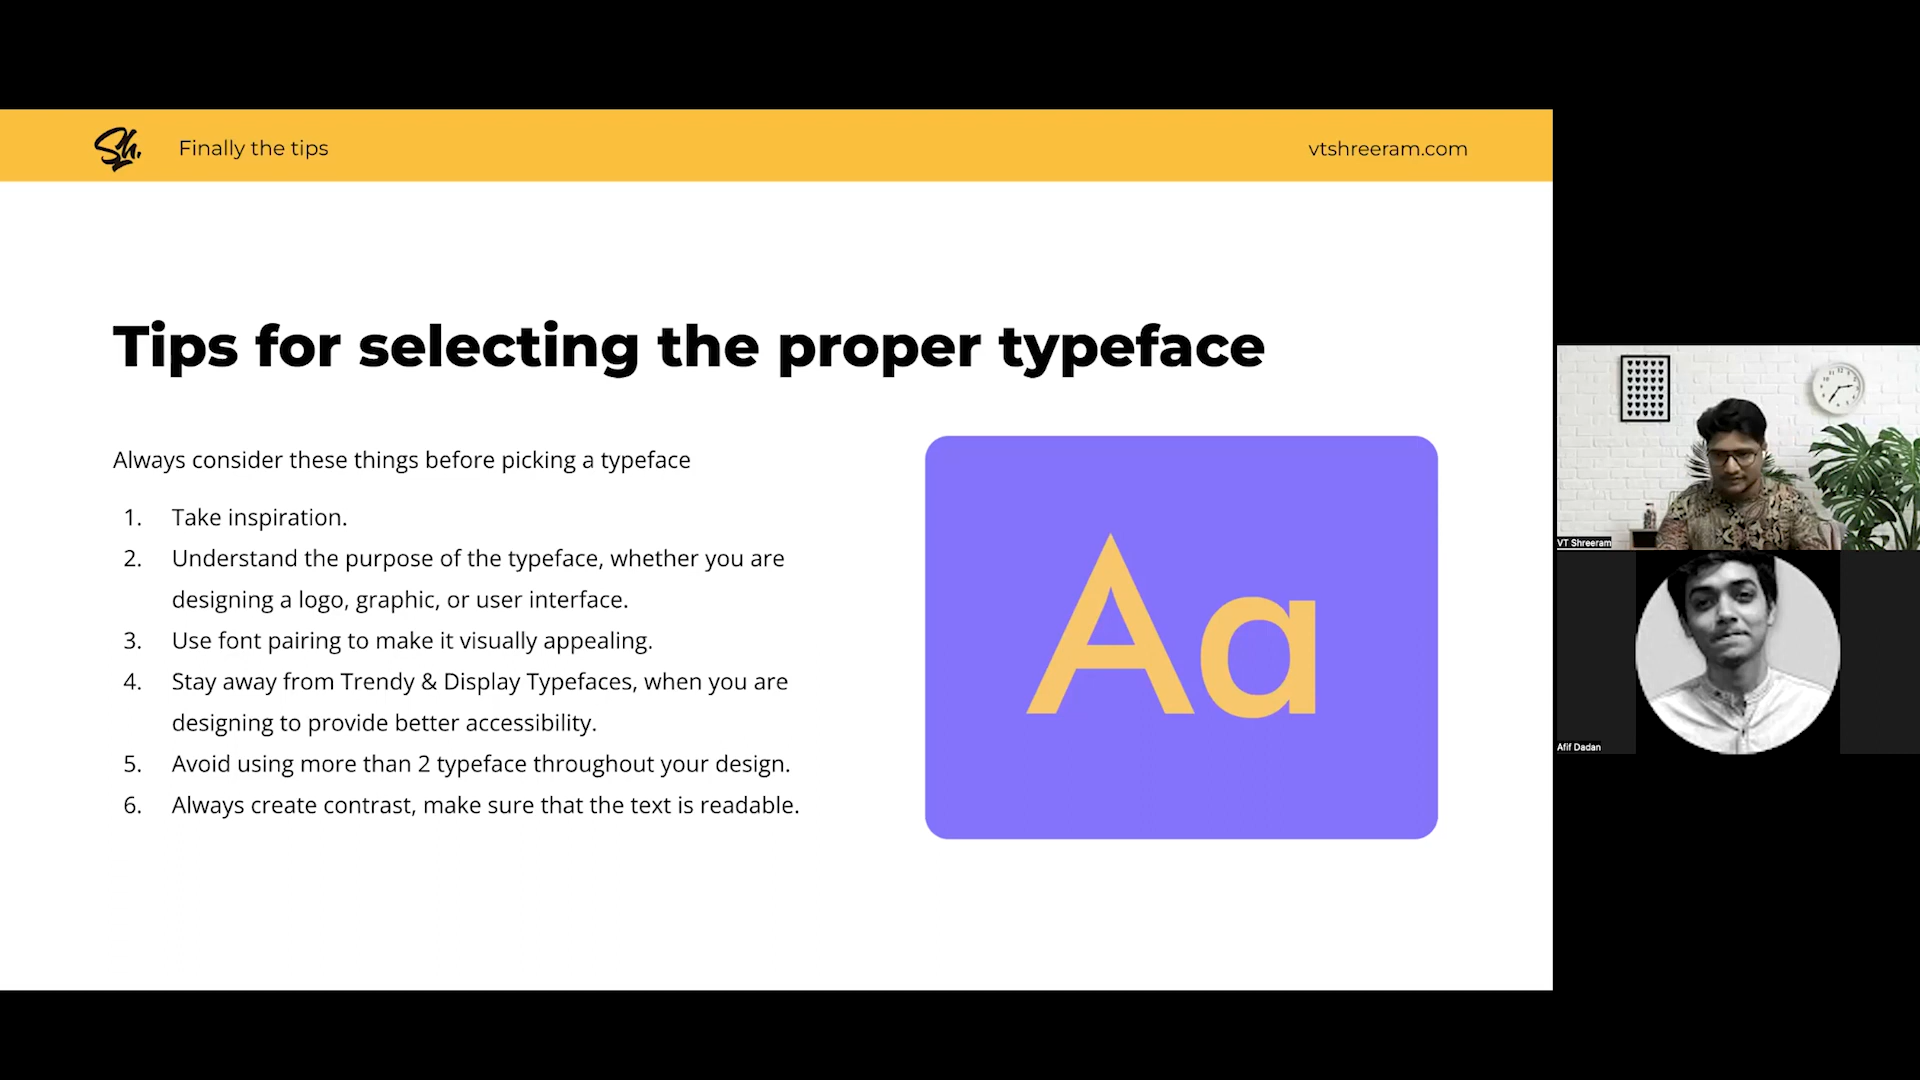 Sh.
Finally the tips
vtshreeram.com
Tips for selecting the proper typeface
Always consider these things before picking a typeface
1. Take inspiration.
2. Understand the purpose of the typeface, whether you are
designing a logo, graphic, or user interface.
3. Use font pairing to make it visually appealing.
4. Stay away from Trendy & Display Typefaces, when you are
designing to provide better accessibility.
5. Avoid using more than 2 typeface throughout your design.
6. Always create contrast, make sure that the text is readable.
Aa
VT Shreeram
Afif Dadan